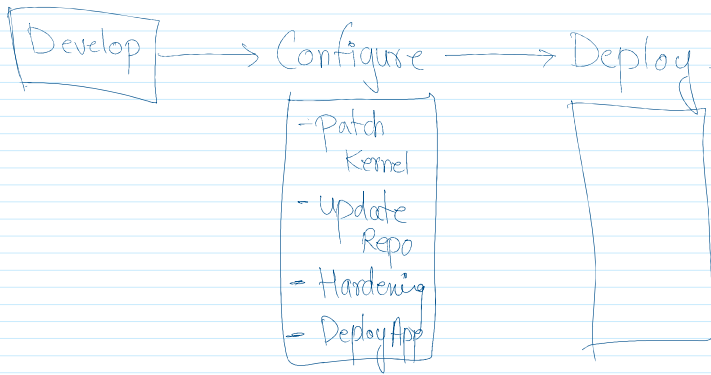 Develop → Configure → Deploy
- Patch
Kernel
- Update
Repo
- Hardening
- Deploy App